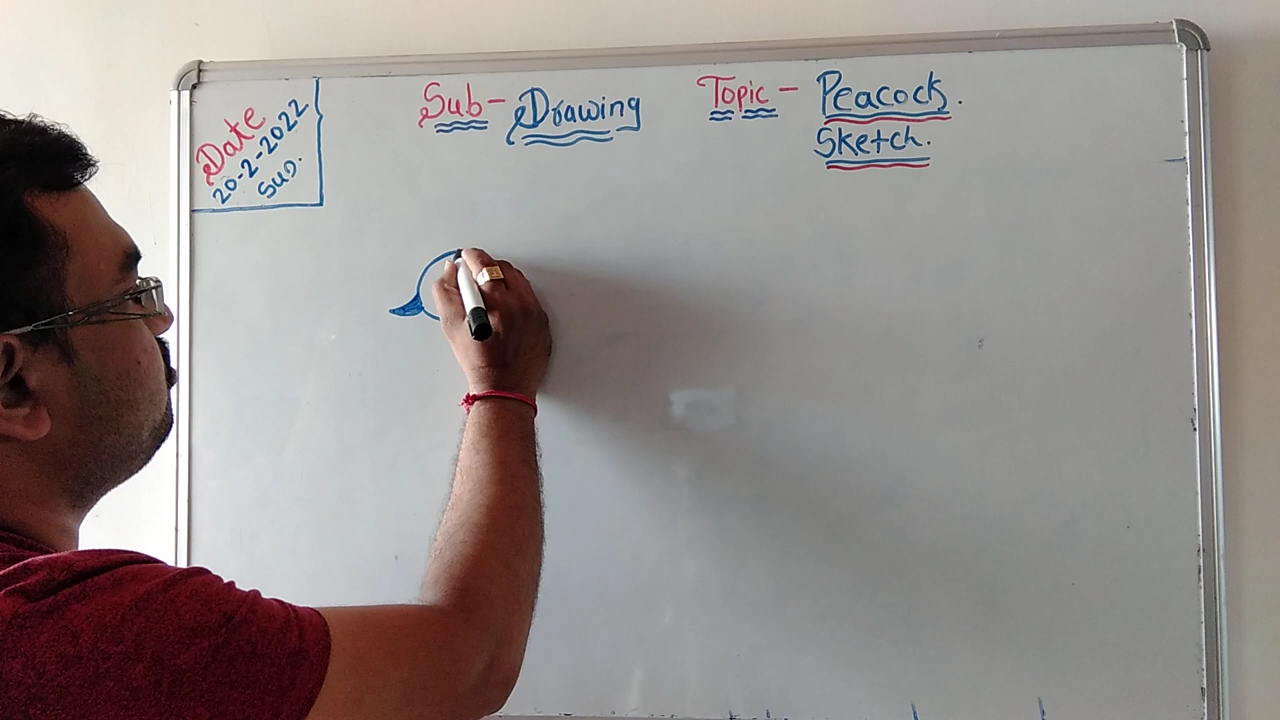 Date
20-2-2022
Sun.
Sub- Drawing
Topic - Peacock.
Sketch.